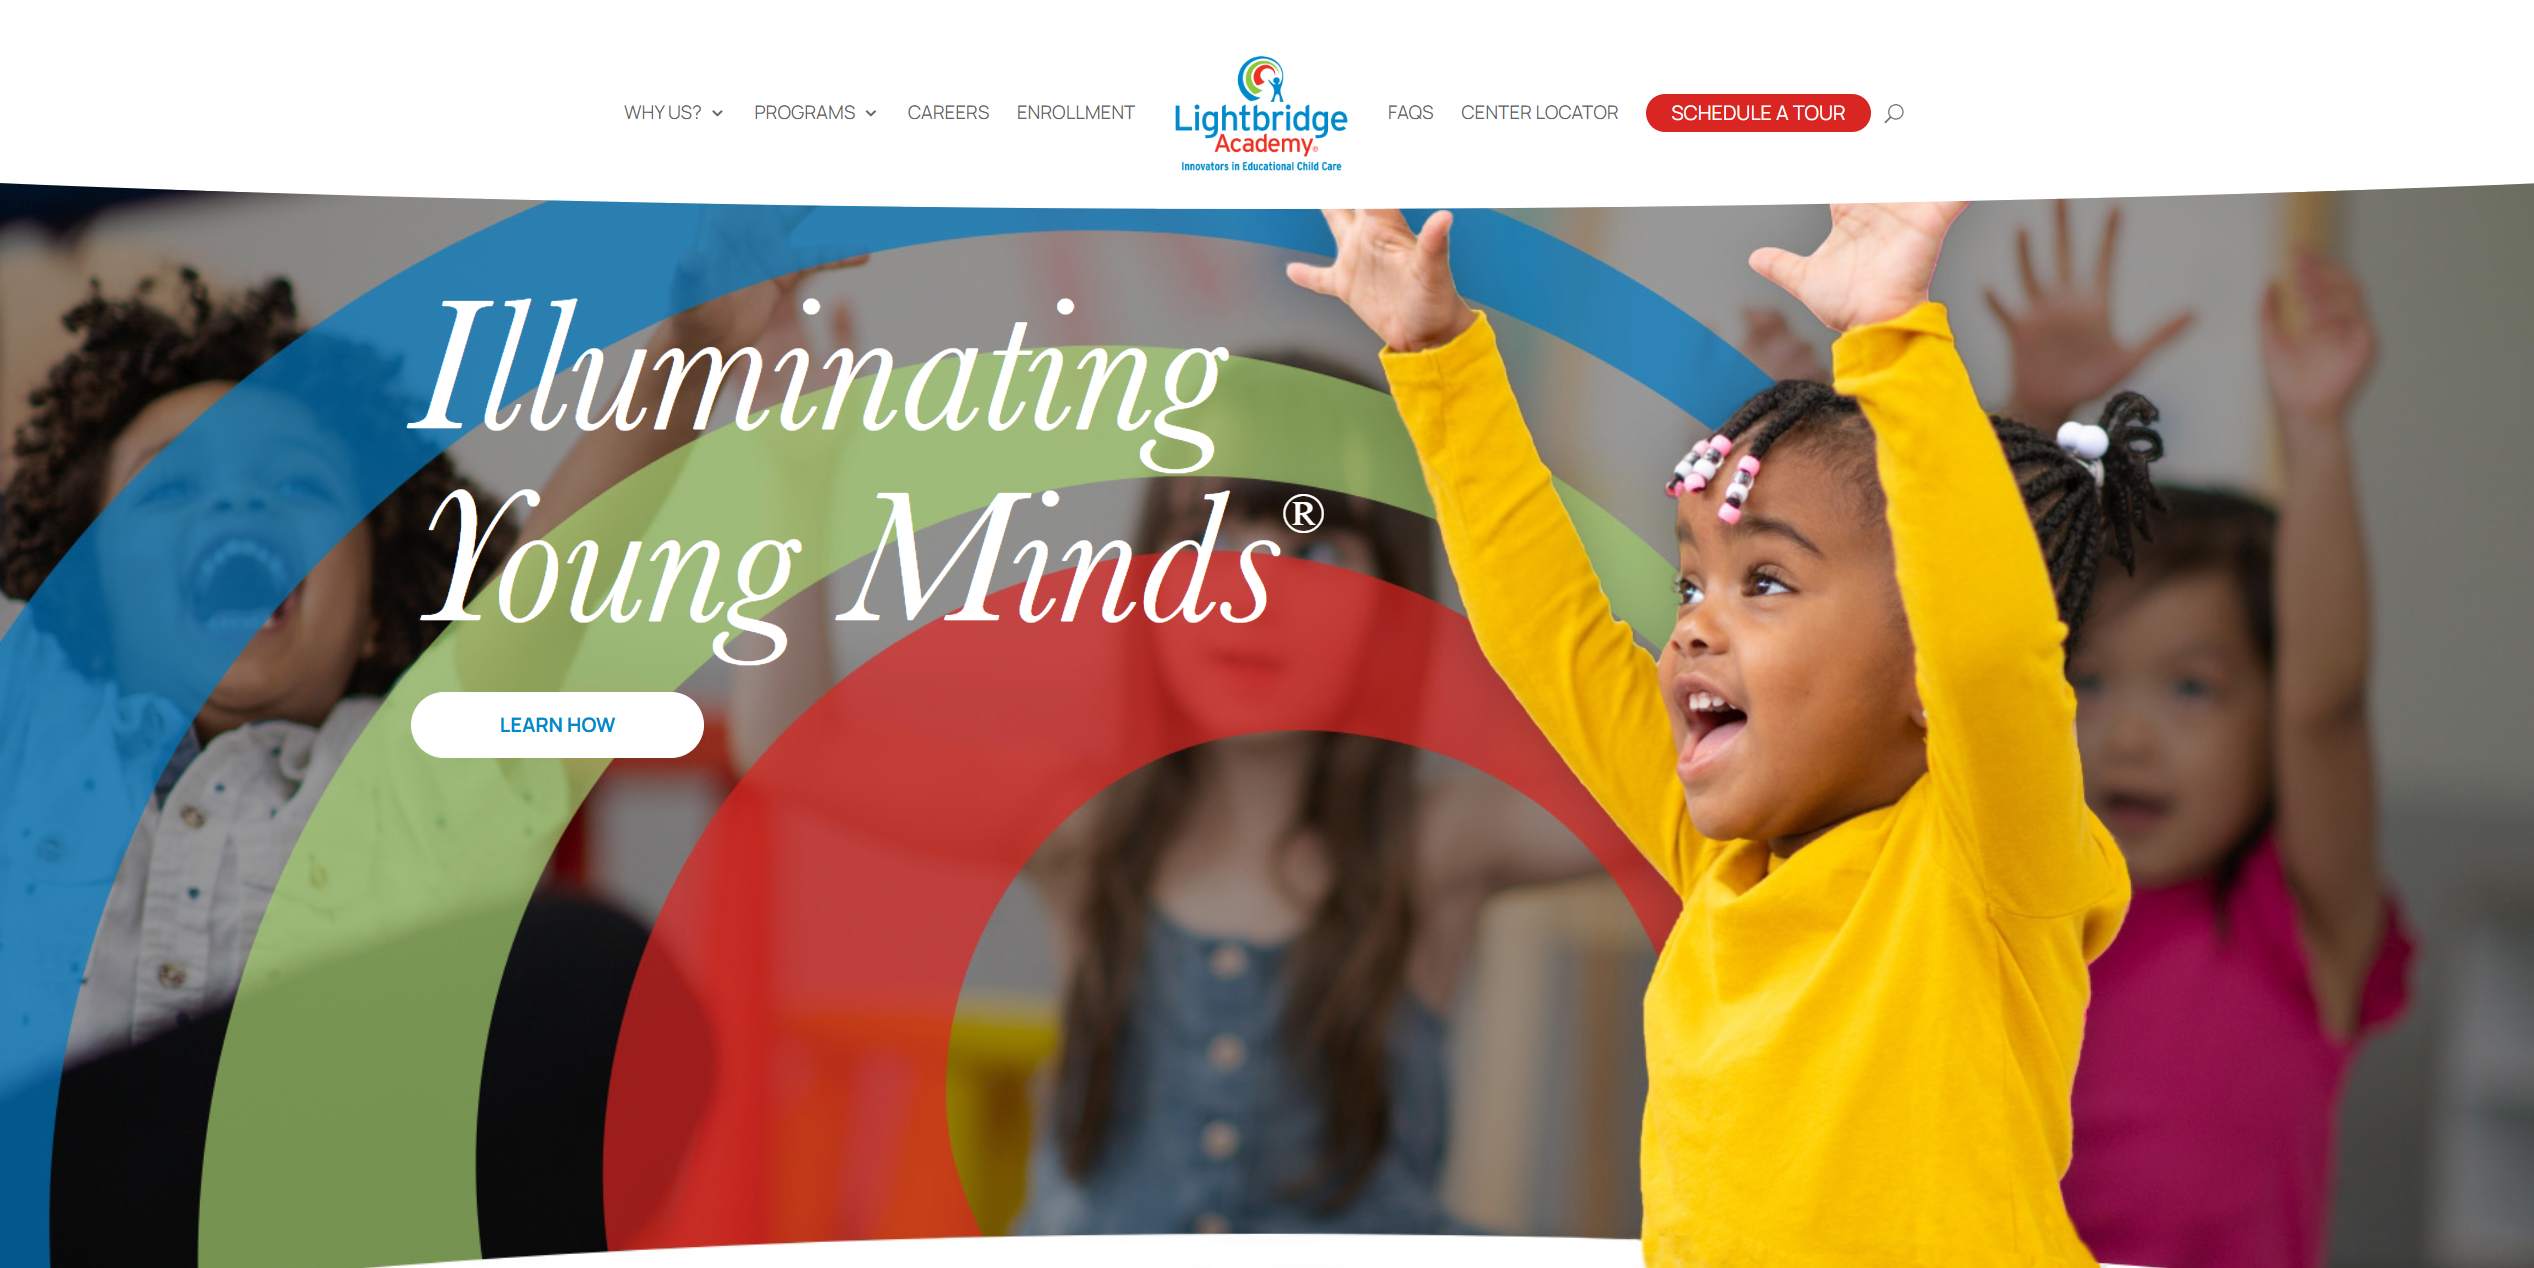 WHY US?
PROGRAMS
CAREERS
ENROLLMENT
Lightbridge
Academy®
Innovators in Educational Child Care
FAQS
CENTER LOCATOR
SCHEDULE A TOUR
Illuminating
Young Minds®
LEARN HOW